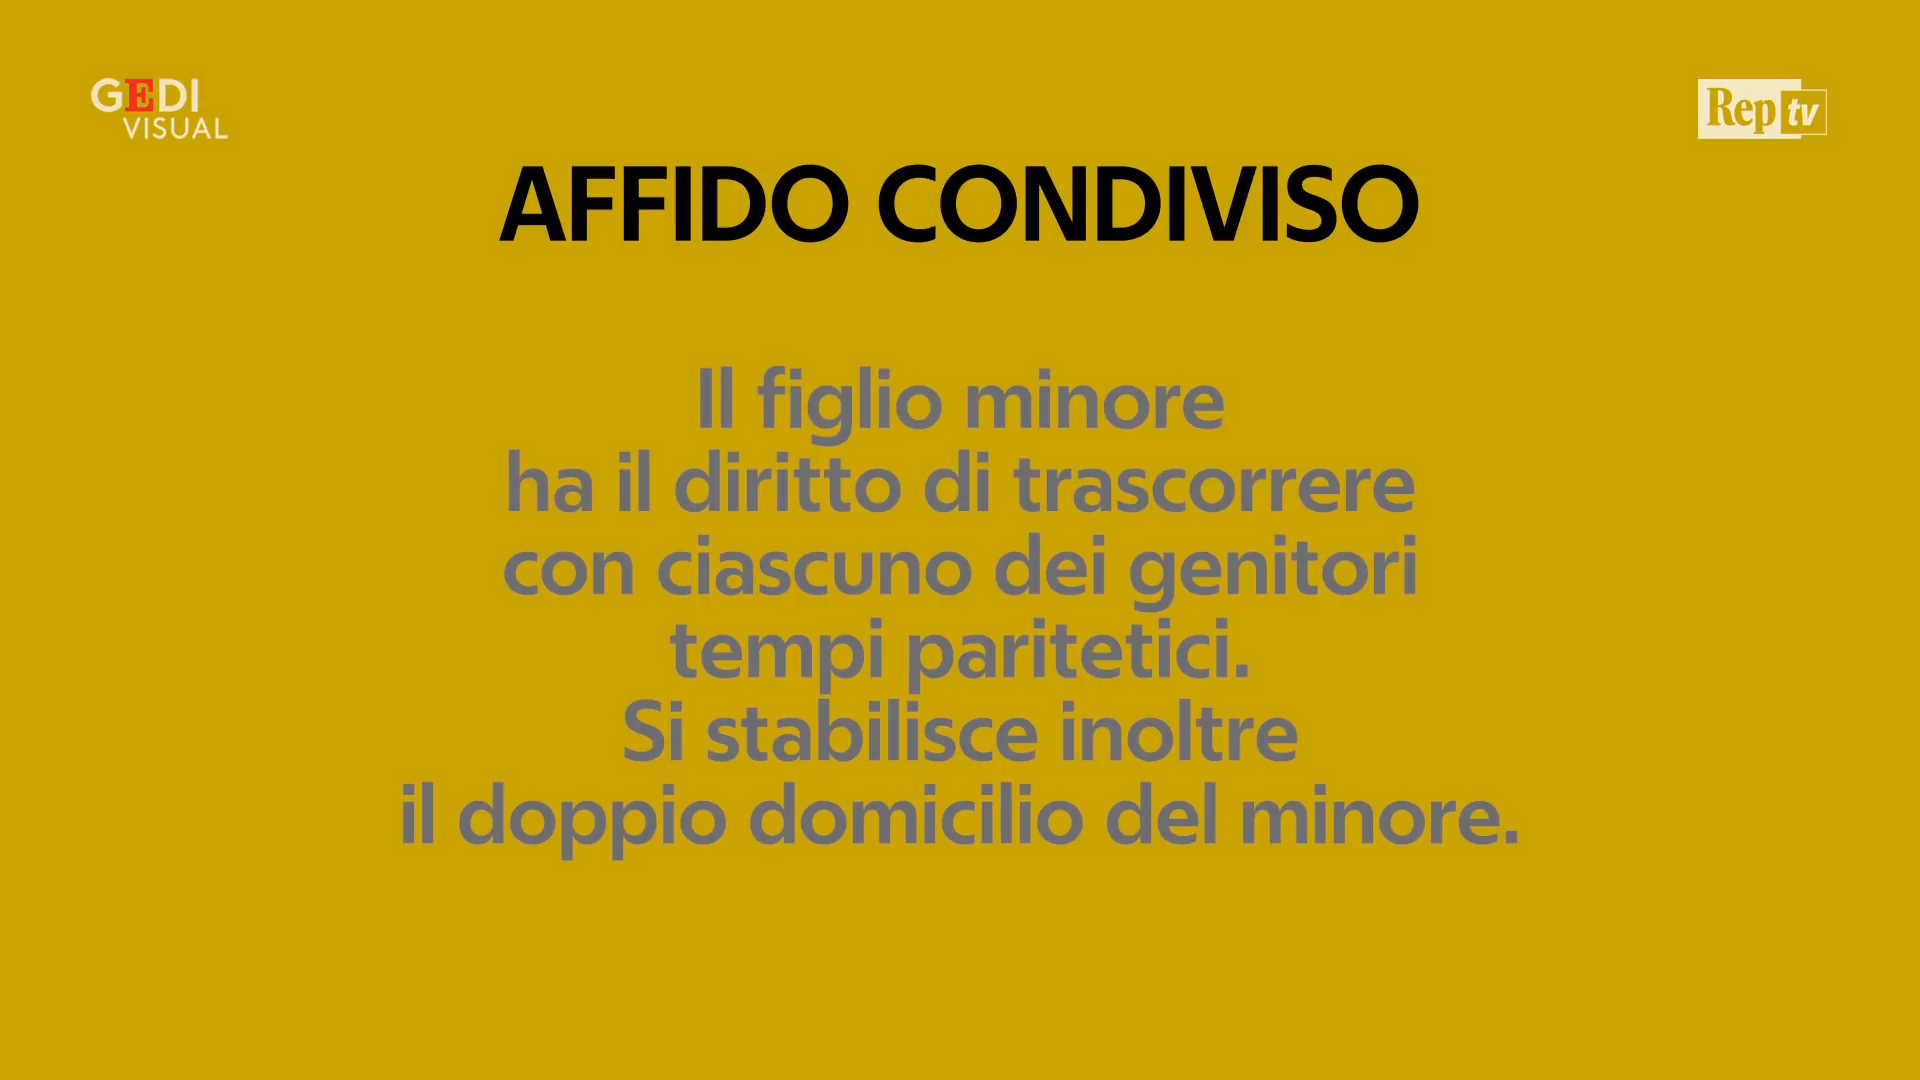 GEDI
VISUAL
Rep tv
AFFIDO CONDIVISO
Il figlio minore
ha il diritto di trascorrere
con ciascuno dei genitori
tempi paritetici.
Si stabilisce inoltre
il doppio domicilio del minore.